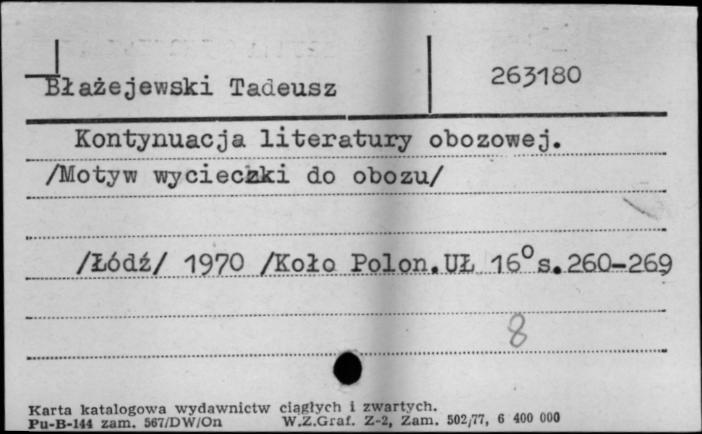 Błażejewski Tadeusz 263180
Kontynuacja literatury obozowej.
/Motyw wycieczki do obozu/
/Łódź/ 1970 /Koło Polon.UŁ 16° s.260-269
8
Karta katalogowa wydawnictw ciągłych i zwartych.
Pu-B-144 zam. 567/DW/On W.Z.Graf. Z-2, Zam. 502/77, 6 400 000